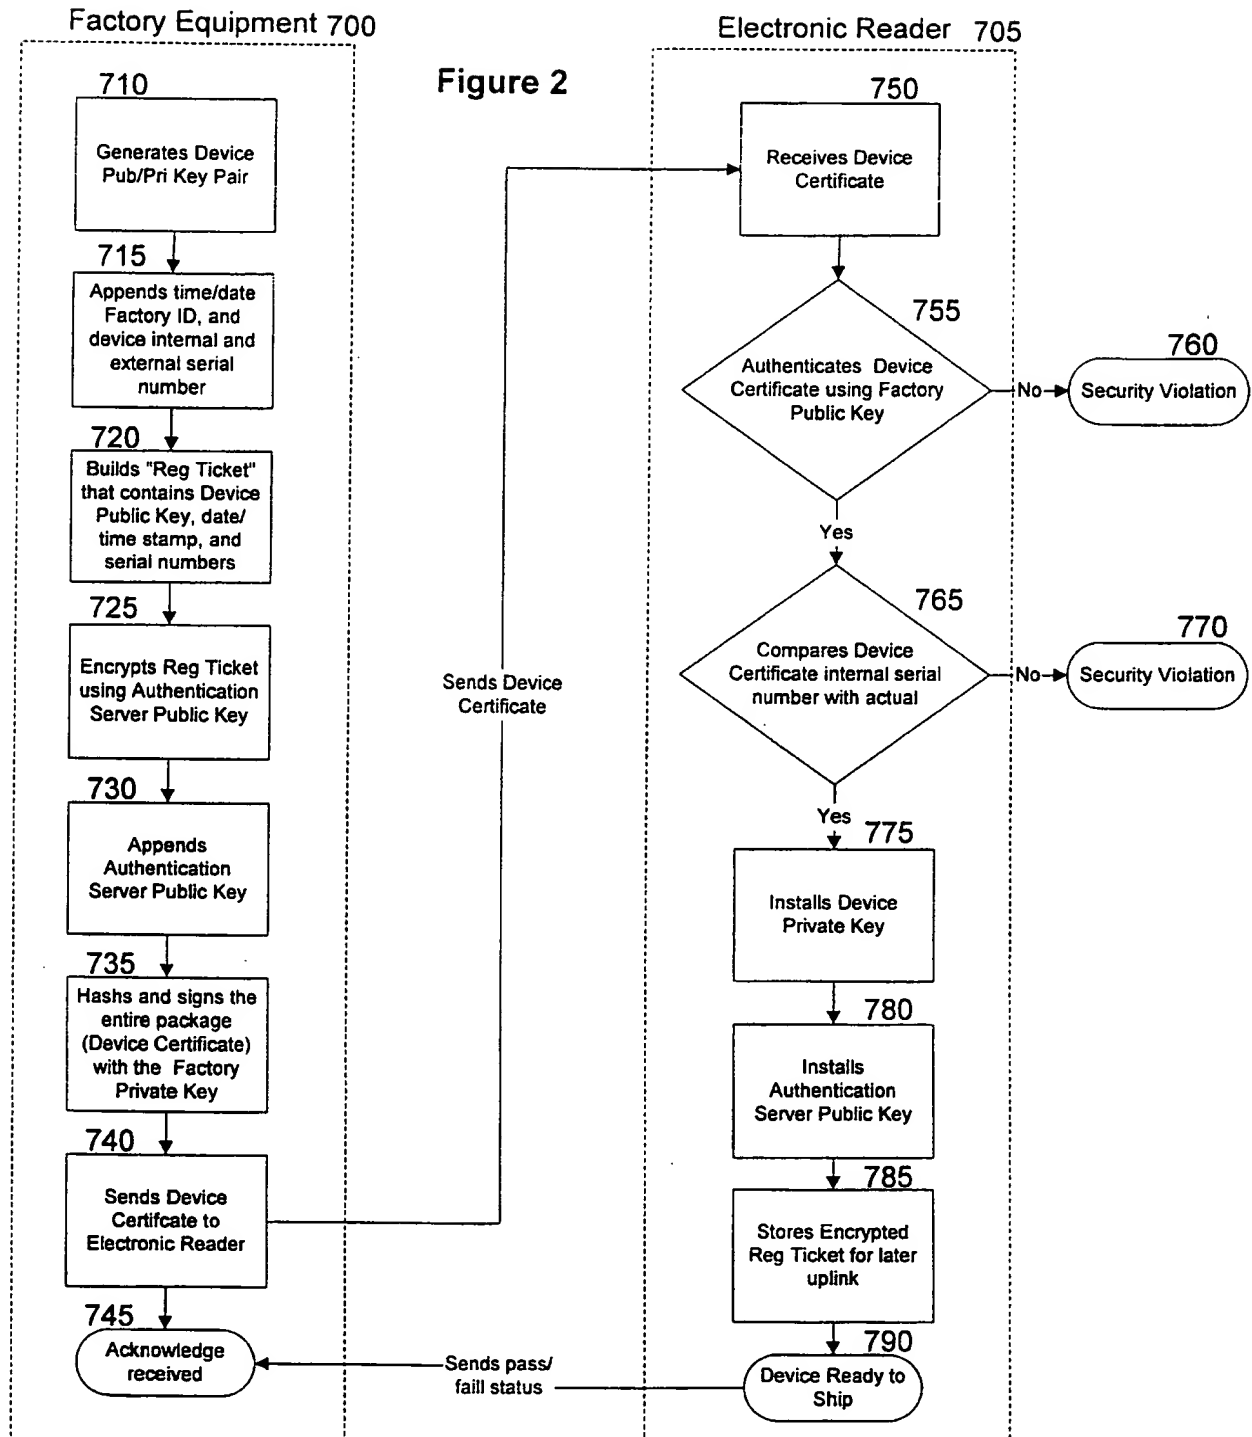 Factory Equipment 700
Electronic Reader 705
Figure 2
710
Generates Device
Pub/Pri Key Pair
715
Appends time/date
Factory ID, and
device internal and
external serial
number
720
Builds "Reg Ticket"
that contains Device
Public Key, date/
time stamp, and
serial numbers
725
Encrypts Reg Ticket
using Authentication
Server Public Key
730
Appends
Authentication
Server Public Key
735
Hashs and signs the
entire package
(Device Certificate)
with the Factory
Private Key
740
Sends Device
Certifcate to
Electronic Reader
745
Acknowledge
received
Sends Device
Certificate
750
Receives Device
Certificate
755
Authenticates Device
Certificate using Factory
Public Key
No
760
Security Violation
Yes
765
Compares Device
Certificate internal serial
number with actual
No
770
Security Violation
Yes
775
Installs Device
Private Key
780
Installs
Authentication
Server Public Key
785
Stores Encrypted
Reg Ticket for later
uplink
790
Device Ready to
Ship
Sends pass/
faill status